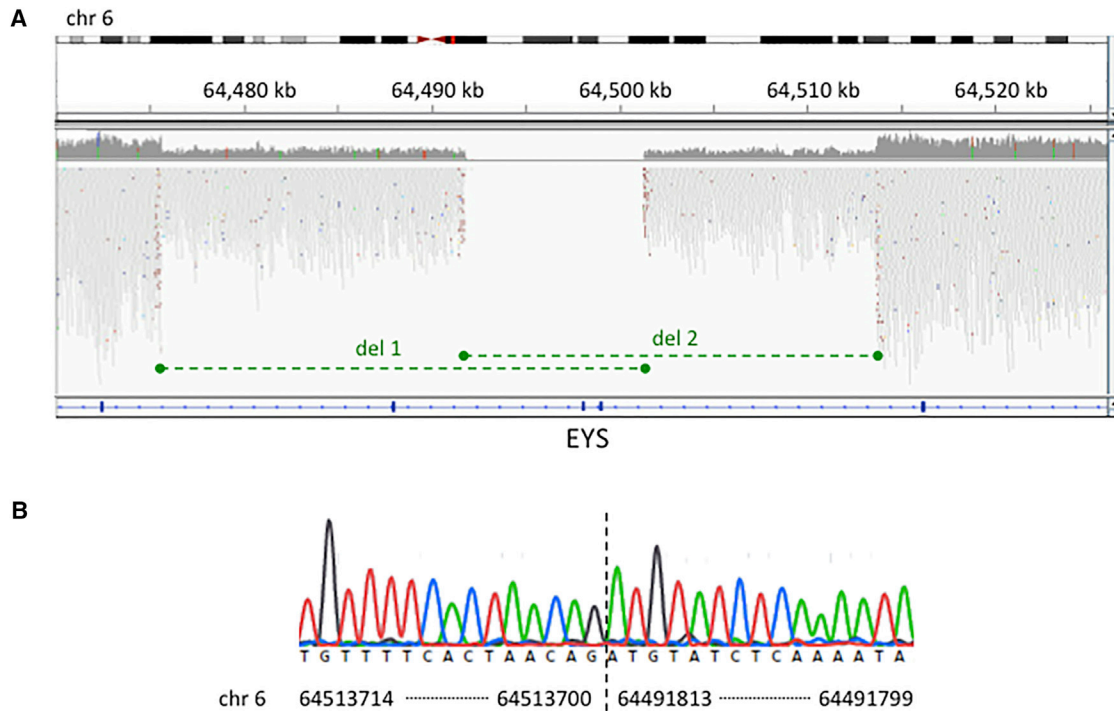 A
chr 6
64,480 kb 64,490 kb 64,500 kb 64,510 kb 64,520 kb
del 1
del 2
EYS
B
T G T T T T C A C T A A C A G A T G T A T C T C A A A A T A
chr 6 64513714 64513700 64491813 64491799